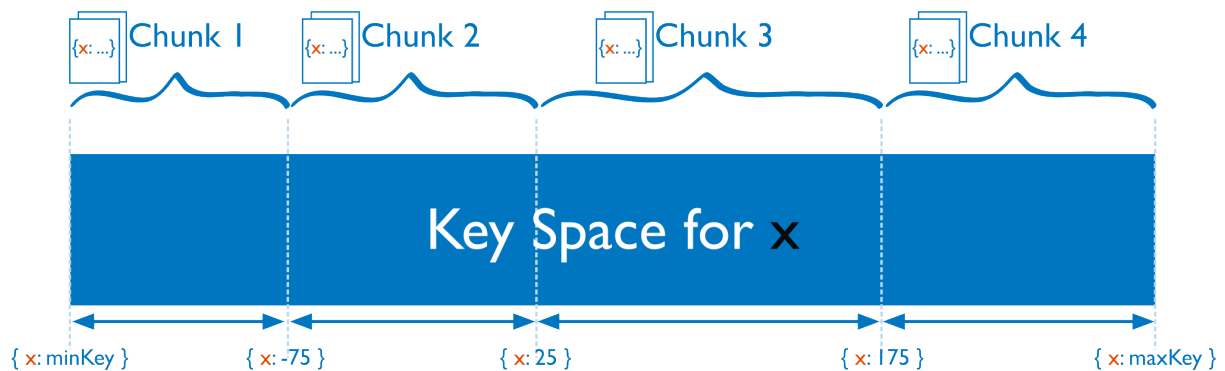 {x: ...} Chunk 1 {x: ...} Chunk 2 {x: ...} Chunk 3 {x: ...} Chunk 4
Key Space for x
{ x: minKey } { x: -75 } { x: 25 } { x: 175 } { x: maxKey }